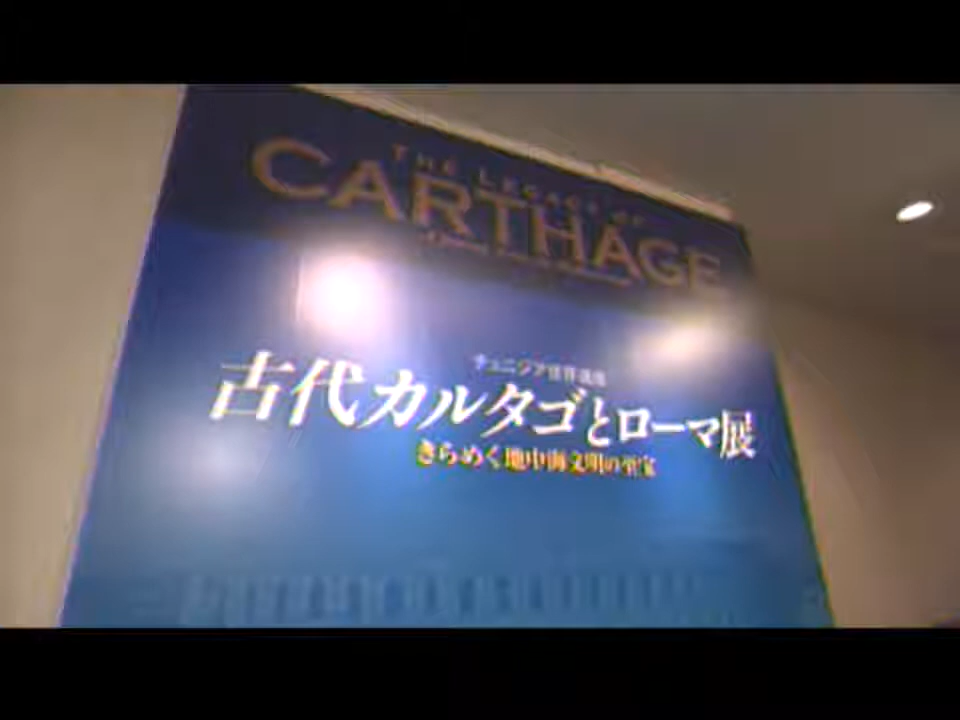 THE LEGACY OF
CARTHAGE
チュニジア世界遺産
古代カルタゴとローマ展
きらめく地中海文明の至宝